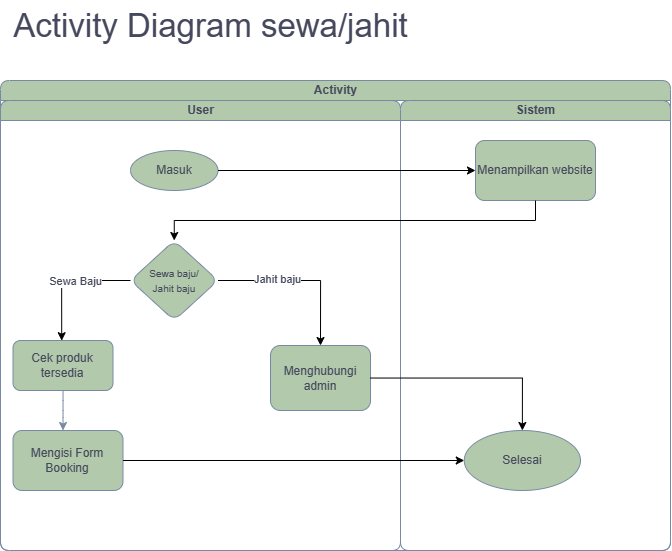 Activity Diagram sewa/jahit
Activity
User
Sistem
Masuk
Menampilkan website
Sewa baju/
Jahit baju
Sewa Baju
Jahit baju
Cek produk
tersedia
Menghubungi
admin
Mengisi Form
Booking
Selesai